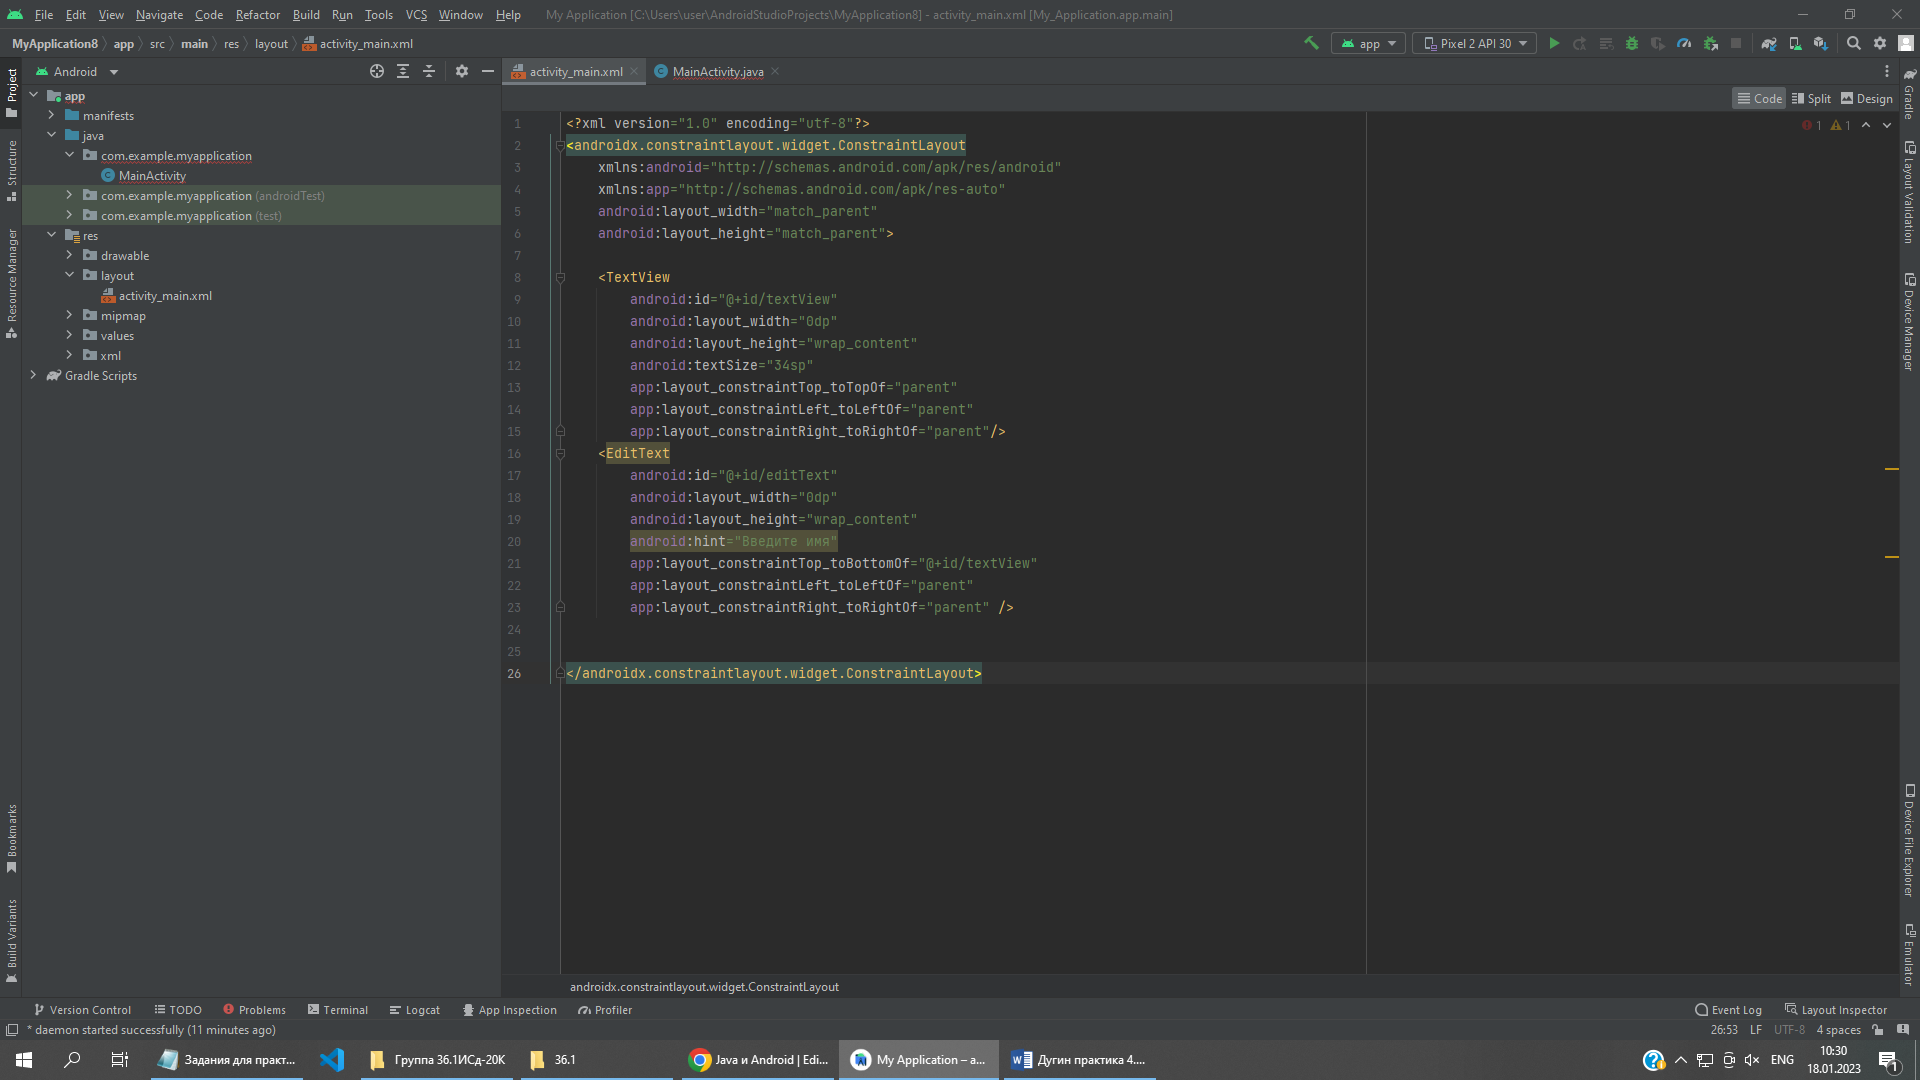 File Edit View Navigate Code Refactor Build Run Tools VCS Window Help My Application [C:\Users\user\AndroidStudioProjects\MyApplication8] - activity_main.xml [My_Application.app.main]
MyApplication8 app src main res layout activity_main.xml app Pixel 2 API 30
Android
activity_main.xml MainActivity.java
Code Split Design
Project
Structure
Resource Manager
Bookmarks
Build Variants
app
manifests
java
com.example.myapplication
MainActivity
com.example.myapplication (androidTest)
com.example.myapplication (test)
res
drawable
layout
activity_main.xml
mipmap
values
xml
Gradle Scripts
1 <?xml version="1.0" encoding="utf-8"?>
2 <androidx.constraintlayout.widget.ConstraintLayout
3 xmlns:android="http://schemas.android.com/apk/res/android"
4 xmlns:app="http://schemas.android.com/apk/res-auto"
5 android:layout_width="match_parent"
6 android:layout_height="match_parent">
7
8 <TextView
9 android:id="@+id/textView"
10 android:layout_width="0dp"
11 android:layout_height="wrap_content"
12 android:textSize="34sp"
13 app:layout_constraintTop_toTopOf="parent"
14 app:layout_constraintLeft_toLeftOf="parent"
15 app:layout_constraintRight_toRightOf="parent"/>
16 <EditText
17 android:id="@+id/editText"
18 android:layout_width="0dp"
19 android:layout_height="wrap_content"
20 android:hint="Введите имя"
21 app:layout_constraintTop_toBottomOf="@+id/textView"
22 app:layout_constraintLeft_toLeftOf="parent"
23 app:layout_constraintRight_toRightOf="parent" />
24
25
26 </androidx.constraintlayout.widget.ConstraintLayout>
1 1
Gradle
Layout Validation
Device Manager
Device File Explorer
Emulator
androidx.constraintlayout.widget.ConstraintLayout
Version Control TODO Problems Terminal Logcat App Inspection Profiler Event Log Layout Inspector
* daemon started successfully (11 minutes ago) 26:53 LF UTF-8 4 spaces
Задания для практ... Группа 36.1ИСд-20К 36.1 Java и Android | Edi... My Application – a... Дугин практика 4.... ENG 10:30
18.01.2023 1